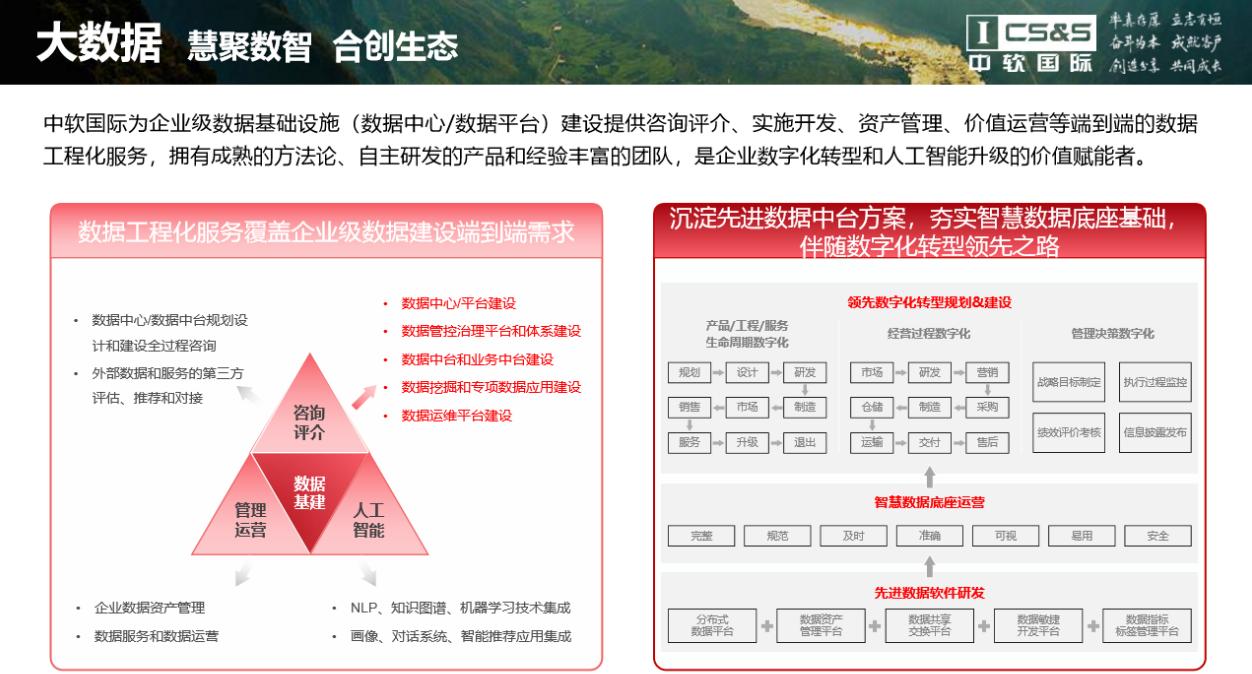 大数据 慧聚数智 合创生态
I CS&S
中软国际
率真存厚 立志有恒
奋斗为本 成就客户
创造分享 共同成长
中软国际为企业级数据基础设施（数据中心/数据平台）建设提供咨询评介、实施开发、资产管理、价值运营等端到端的数据
工程化服务，拥有成熟的方法论、自主研发的产品和经验丰富的团队，是企业数字化转型和人工智能升级的价值赋能者。
数据工程化服务覆盖企业级数据建设端到端需求
• 数据中心/数据中台规划设
计和建设全过程咨询
• 外部数据和服务的第三方
评估、推荐和对接
• 数据中心/平台建设
• 数据管控治理平台和体系建设
• 数据中台和业务中台建设
• 数据挖掘和专项数据应用建设
• 数据运维平台建设
咨询
评介
数据
基建
管理
运营
人工
智能
• 企业数据资产管理
• 数据服务和数据运营
• NLP、知识图谱、机器学习技术集成
• 画像、对话系统、智能推荐应用集成
沉淀先进数据中台方案，夯实智慧数据底座基础，
伴随数字化转型领先之路
领先数字化转型规划&建设
产品/工程/服务
生命周期数字化
规划 设计 研发
销售 市场 制造
服务 升级 退出
经营过程数字化
市场 研发 营销
仓储 制造 采购
运输 交付 售后
管理决策数字化
战略目标制定 执行过程监控
绩效评价考核 信息披露发布
智慧数据底座运营
完整 规范 及时 准确 可视 易用 安全
先进数据软件研发
分布式
数据平台
数据资产
管理平台
数据共享
交换平台
数据敏捷
开发平台
数据指标
标签管理平台